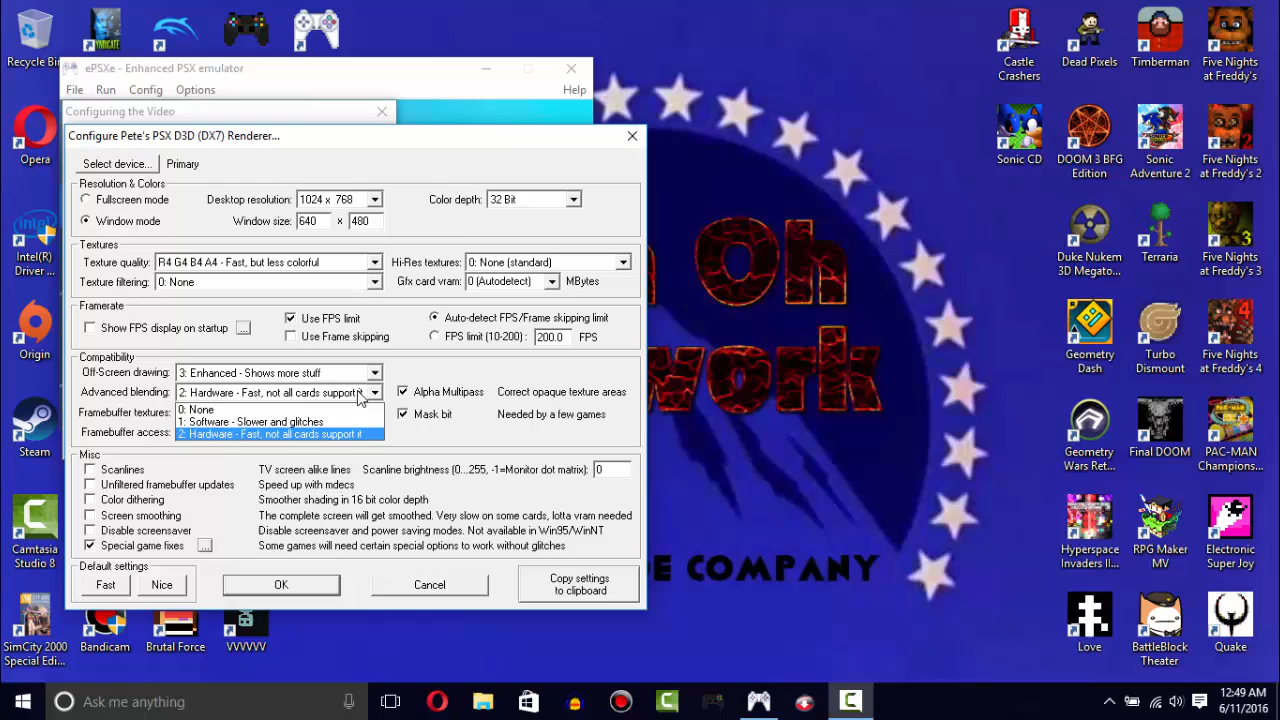 Recycle Bin
SYNDICATE
ePSXe - Enhanced PSX emulator
File Run Config Options Help
Configuring the Video
Configure Pete's PSX D3D (DX7) Renderer...
Select device... Primary
Resolution & Colors
Fullscreen mode Desktop resolution: 1024 x 768 Color depth: 32 Bit
Window mode Window size: 640 x 480
Textures
Texture quality: R4 G4 B4 A4 - Fast, but less colorful Hi-Res textures: 0: None (standard)
Texture filtering: 0: None Gfx card vram: 0 (Autodetect) MBytes
Framerate
Show FPS display on startup ... Use FPS limit Auto-detect FPS/Frame skipping limit
Use Frame skipping FPS limit (10-200) : 200.0 FPS
Compatibility
Off-Screen drawing: 3: Enhanced - Shows more stuff
Advanced blending: 2: Hardware - Fast, not all cards support Alpha Multipass Correct opaque texture areas
Framebuffer textures: Mask bit Needed by a few games
Framebuffer access:
0: None
1: Software - Slower and glitches
2: Hardware - Fast, not all cards support it
Misc
Scanlines TV screen alike lines Scanline brightness (0...255, -1=Monitor dot matrix): 0
Unfiltered framebuffer updates Speed up with mdecs
Color dithering Smoother shading in 16 bit color depth
Screen smoothing The complete screen will get smoothed. Very slow on some cards, lotta vram needed
Disable screensaver Disable screensaver and power saving modes. Not available in Win95/WinNT
Special game fixes ... Some games will need certain special options to work without glitches
Default settings
Fast Nice OK Cancel Copy settings
to clipboard
Opera
Intel(R)
Driver ...
Origin
Steam
Camtasia
Studio 8
SimCity 2000
Special Edi...
Bandicam
Brutal Force
VVVVVV
Oh
work
COMPANY
Castle
Crashers
Dead Pixels
Timberman
Five Nights
at Freddy's
Sonic CD
DOOM 3 BFG
Edition
Sonic
Adventure 2
Five Nights
at Freddy's 2
Duke Nukem
3D Megato...
Terraria
Five Nights
at Freddy's 3
Geometry
Dash
Turbo
Dismount
Five Nights
at Freddy's 4
Geometry
Wars Ret...
Final DOOM
PAC-MAN
Champions...
Hyperspace
Invaders II...
RPG Maker
MV
Electronic
Super Joy
Love
BattleBlock
Theater
Quake
Ask me anything
12:49 AM
6/11/2016